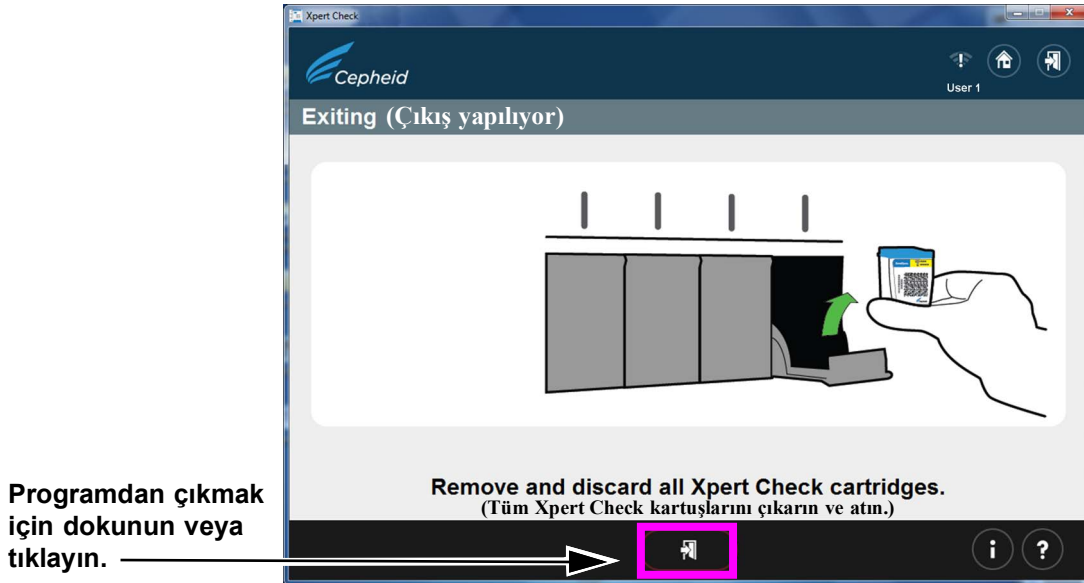 Xpert Check
Cepheid
User 1
Exiting (Çıkış yapılıyor)
Remove and discard all Xpert Check cartridges.
(Tüm Xpert Check kartuşlarını çıkarın ve atın.)
Programdan çıkmak
için dokunun veya
tıklayın.
i ?